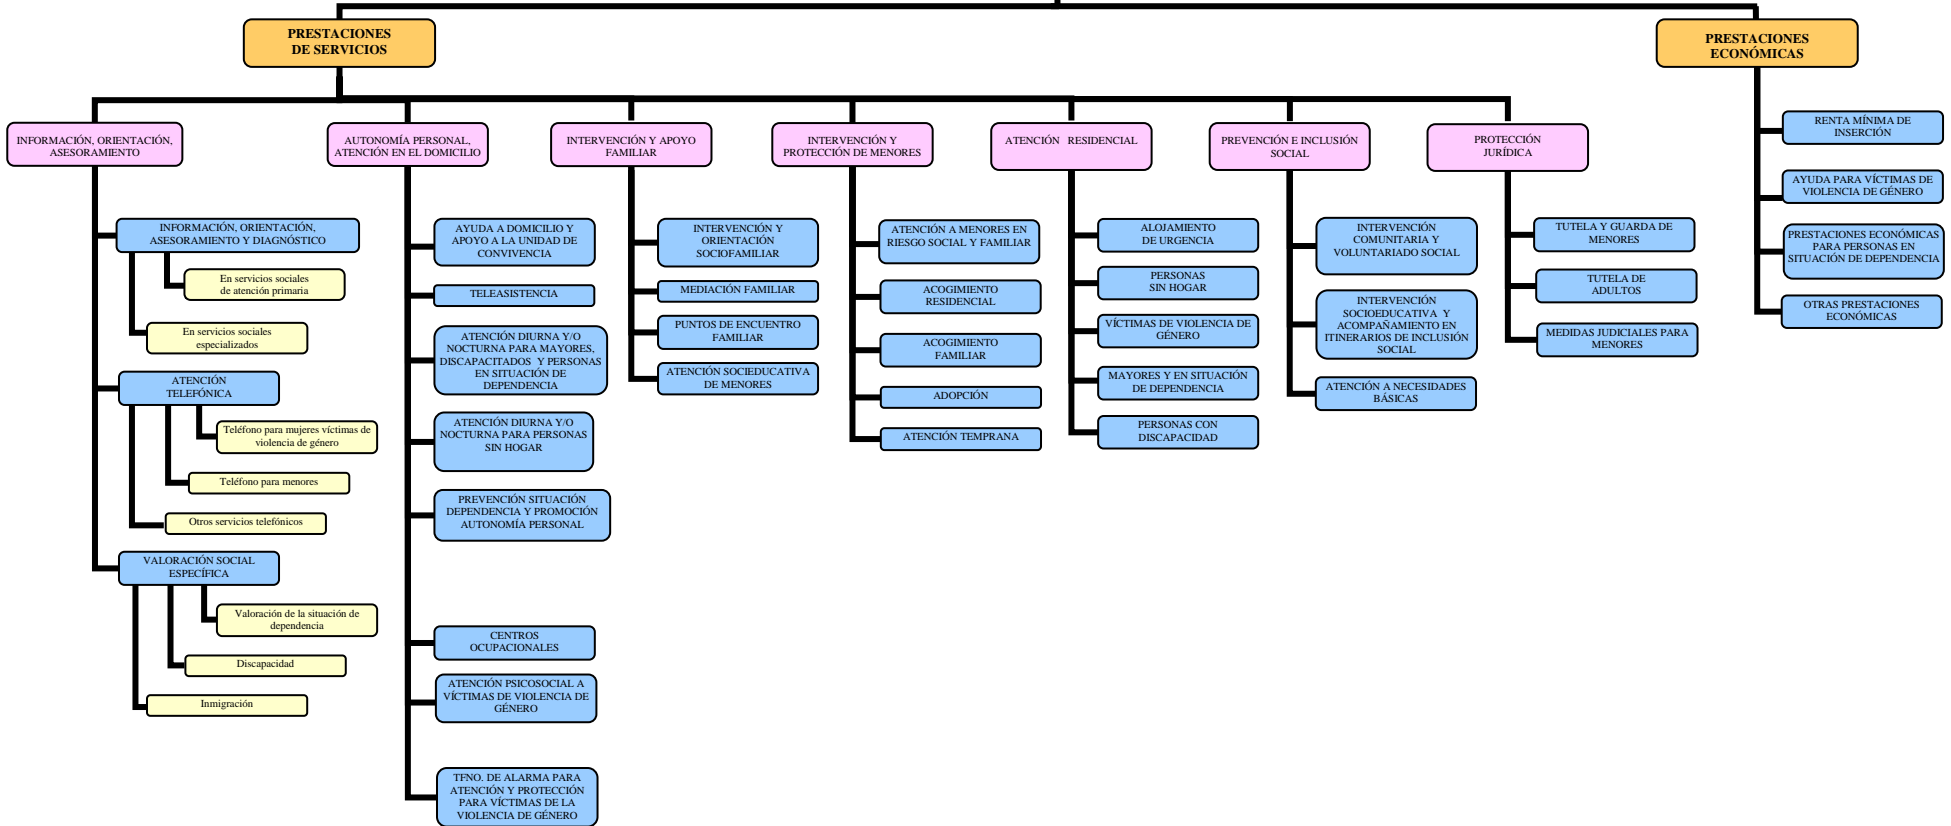 PRESTACIONES
DE SERVICIOS
PRESTACIONES
ECONÓMICAS
INFORMACIÓN, ORIENTACIÓN,
ASESORAMIENTO
INFORMACIÓN, ORIENTACIÓN,
ASESORAMIENTO Y DIAGNÓSTICO
En servicios sociales
de atención primaria
En servicios sociales
especializados
ATENCIÓN
TELEFÓNICA
Teléfono para mujeres víctimas de
violencia de género
Teléfono para menores
Otros servicios telefónicos
VALORACIÓN SOCIAL
ESPECÍFICA
Valoración de la situación de
dependencia
Discapacidad
Inmigración
AUTONOMÍA PERSONAL,
ATENCIÓN EN EL DOMICILIO
AYUDA A DOMICILIO Y
APOYO A LA UNIDAD DE
CONVIVENCIA
TELEASISTENCIA
ATENCIÓN DIURNA Y/O
NOCTURNA PARA MAYORES,
DISCAPACITADOS Y PERSONAS
EN SITUACIÓN DE
DEPENDENCIA
ATENCIÓN DIURNA Y/O
NOCTURNA PARA PERSONAS
SIN HOGAR
PREVENCIÓN SITUACIÓN
DEPENDENCIA Y PROMOCIÓN
AUTONOMÍA PERSONAL
CENTROS
OCUPACIONALES
ATENCIÓN PSICOSOCIAL A
VÍCTIMAS DE VIOLENCIA DE
GÉNERO
TFNO. DE ALARMA PARA
ATENCIÓN Y PROTECCIÓN
PARA VÍCTIMAS DE LA
VIOLENCIA DE GÉNERO
INTERVENCIÓN Y APOYO
FAMILIAR
INTERVENCIÓN Y
ORIENTACIÓN
SOCIOFAMILIAR
MEDIACIÓN FAMILIAR
PUNTOS DE ENCUENTRO
FAMILIAR
ATENCIÓN SOCIEDUCATIVA
DE MENORES
INTERVENCIÓN Y
PROTECCIÓN DE MENORES
ATENCIÓN A MENORES EN
RIESGO SOCIAL Y FAMILIAR
ACOGIMIENTO
RESIDENCIAL
ACOGIMIENTO
FAMILIAR
ADOPCIÓN
ATENCIÓN TEMPRANA
ATENCIÓN RESIDENCIAL
ALOJAMIENTO
DE URGENCIA
PERSONAS
SIN HOGAR
VÍCTIMAS DE VIOLENCIA DE
GÉNERO
MAYORES Y EN SITUACIÓN
DE DEPENDENCIA
PERSONAS CON
DISCAPACIDAD
PREVENCIÓN E INCLUSIÓN
SOCIAL
INTERVENCIÓN
COMUNITARIA Y
VOLUNTARIADO SOCIAL
INTERVENCIÓN
SOCIOEDUCATIVA Y
ACOMPAÑAMIENTO EN
ITINERARIOS DE INCLUSIÓN
SOCIAL
ATENCIÓN A NECESIDADES
BÁSICAS
PROTECCIÓN
JURÍDICA
TUTELA Y GUARDA DE
MENORES
TUTELA DE
ADULTOS
MEDIDAS JUDICIALES PARA
MENORES
RENTA MÍNIMA DE
INSERCIÓN
AYUDA PARA VÍCTIMAS DE
VIOLENCIA DE GÉNERO
PRESTACIONES ECONÓMICAS
PARA PERSONAS EN
SITUACIÓN DE DEPENDENCIA
OTRAS PRESTACIONES
ECONÓMICAS